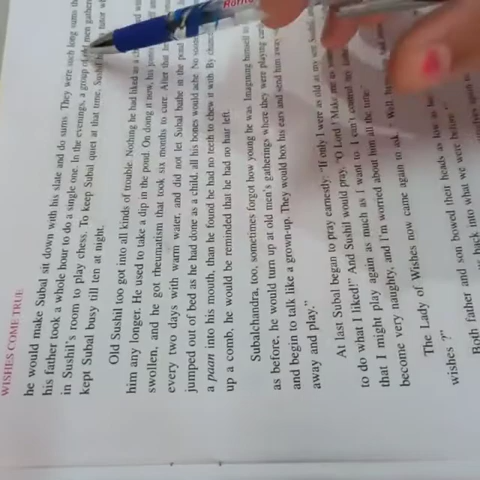 WISHES COME TRUE
he would make Subal sit down with his slate and do sums. They were such long sums
his father took a whole hour to do a single one. In the evenings, a group of old men
in Sushil's room to play chess. To keep Subal quiet at that time, Sushil tutor
kept Subal busy till ten at night.
Old Sushil too got into all kinds of trouble. Nothing he had liked as a
him any longer. He used to take a dip in the pond. On doing it now, his
swollen, and he got rheumatism that took six months to cure. After that he
every two days with warm water, and did not let Subal bathe in the pond
jumped out of bed as he had done as a child, all his bones would ache. No
a paan into his mouth, than he found he had no teeth to chew it with. By
up a comb, he would be reminded that he had no hair left.
Subalchandra, too, sometimes forgot how young he was. Imagining himself
as before, he would turn up at old men's gatherings where they were playing
and begin to talk like a grown-up. They would box his ears and send him away
away and play."
At last Subal began to pray earnestly: "If only I were as old as my son
to do what I liked!" And Sushil would pray, "O Lord! Make me as
that I might play again as much as I want to. I can't control my
become very naughty, and I'm worried about him all the time."
The Lady of Wishes now came again to ask, "Well,
wishes ?"
Both father and son bowed their heads as low as
back into what we were before."
Both